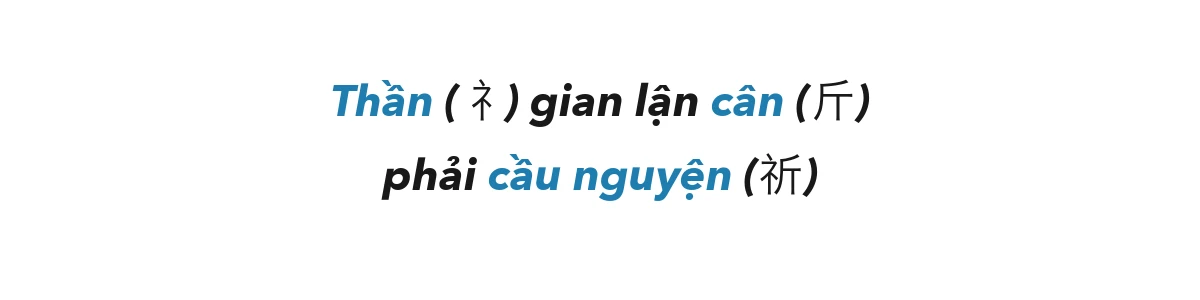 Thần (礻) gian lận cân (斤)
phải cầu nguyện (祈)